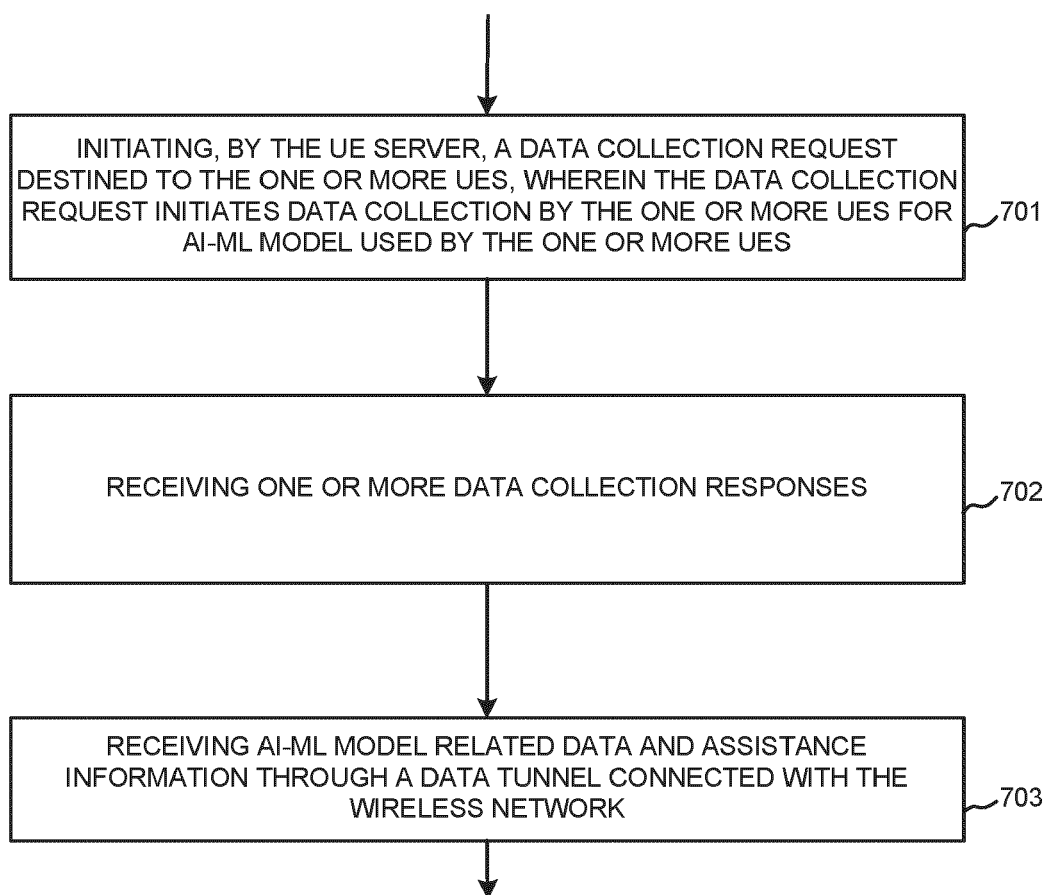 INITIATING, BY THE UE SERVER, A DATA COLLECTION REQUEST
DESTINED TO THE ONE OR MORE UES, WHEREIN THE DATA COLLECTION
REQUEST INITIATES DATA COLLECTION BY THE ONE OR MORE UES FOR
AI-ML MODEL USED BY THE ONE OR MORE UES
701
RECEIVING ONE OR MORE DATA COLLECTION RESPONSES
702
RECEIVING AI-ML MODEL RELATED DATA AND ASSISTANCE
INFORMATION THROUGH A DATA TUNNEL CONNECTED WITH THE
WIRELESS NETWORK
703